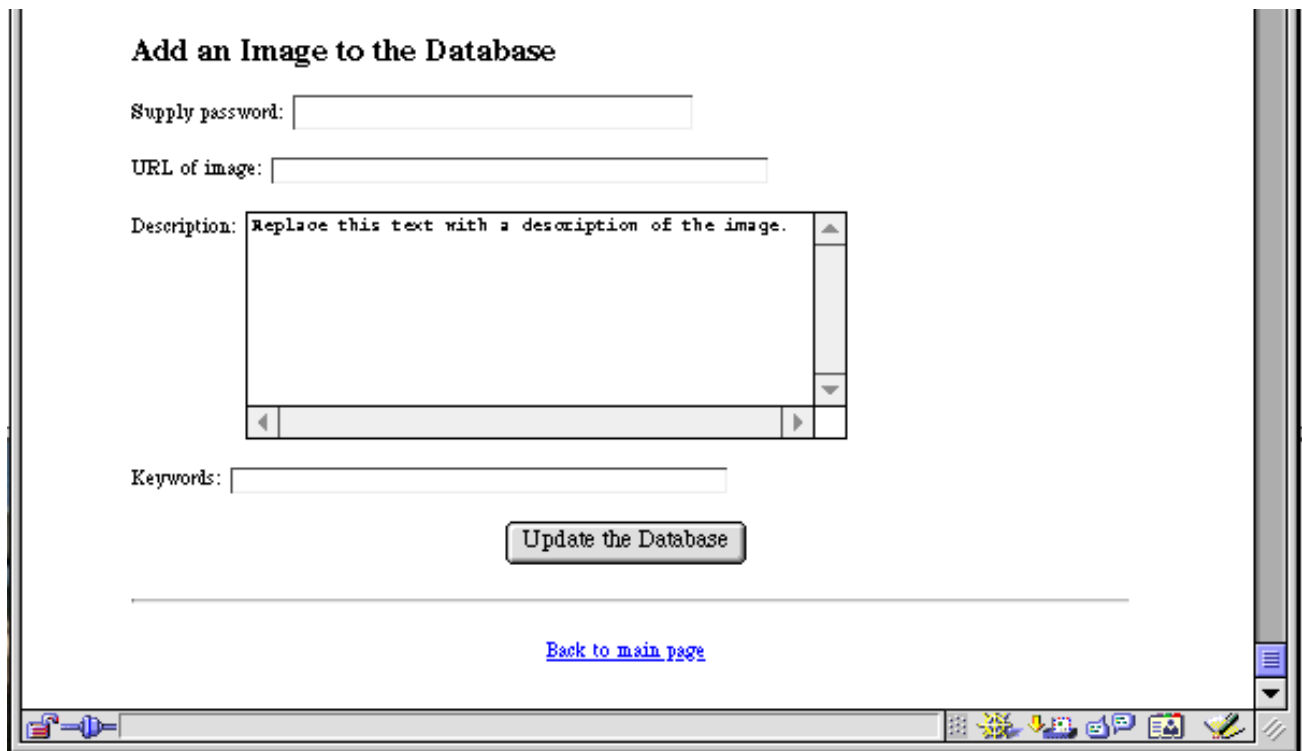 Add an Image to the Database
Supply password:
URL of image:
Description: Replace this text with a description of the image.
Keywords:
Update the Database
Back to main page